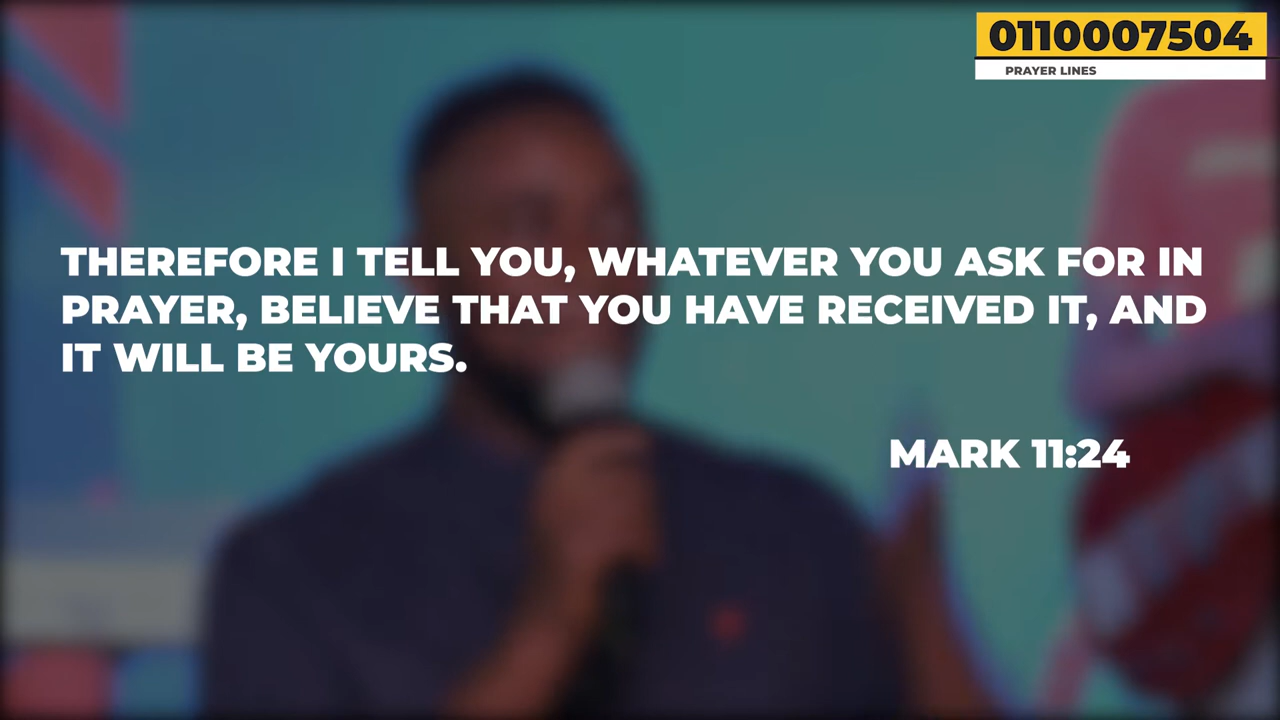 0110007504
PRAYER LINES
THEREFORE I TELL YOU, WHATEVER YOU ASK FOR IN
PRAYER, BELIEVE THAT YOU HAVE RECEIVED IT, AND
IT WILL BE YOURS.
MARK 11:24